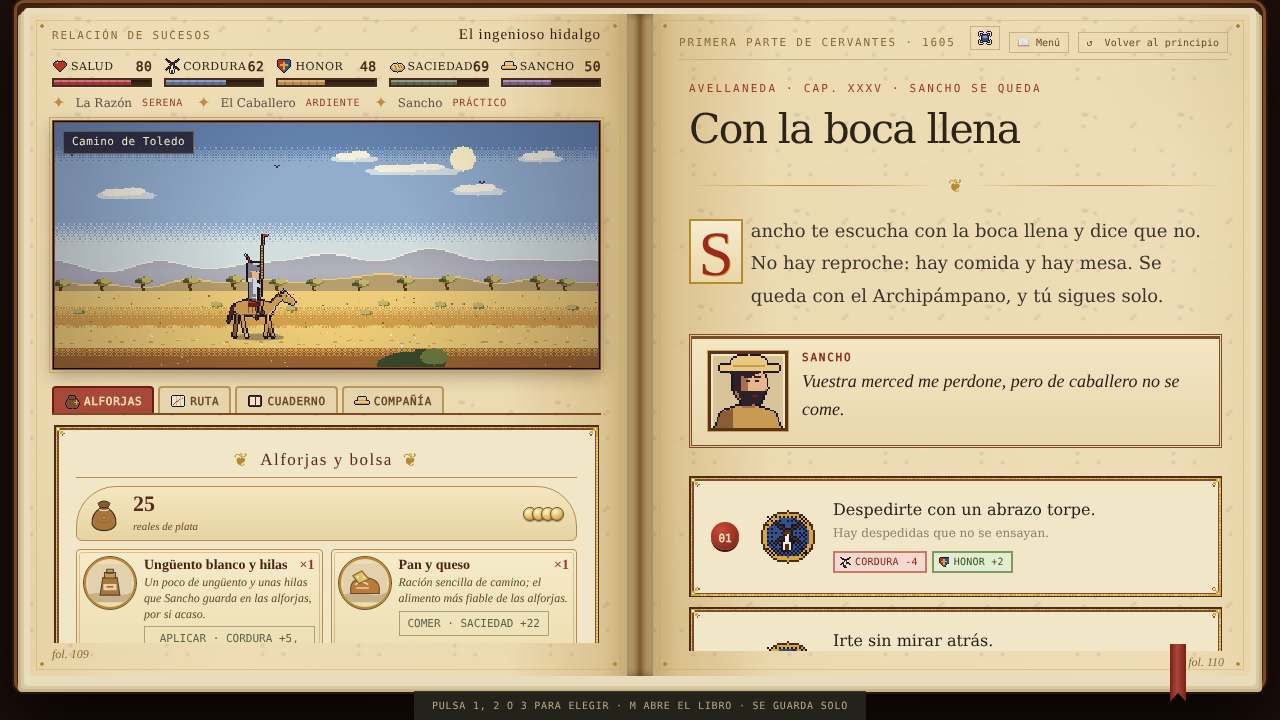 RELACIÓN DE SUCESOS
El ingenioso hidalgo
SALUD 80
CORDURA 62
HONOR 48
SACIEDAD 69
SANCHO 50
La Razón SERENA
El Caballero ARDIENTE
Sancho PRÁCTICO
Camino de Toledo
ALFORJAS
RUTA
CUADERNO
COMPAÑÍA
Alforjas y bolsa
25
reales de plata
Ungüento blanco y hilas ×1
Un poco de ungüento y unas hilas
que Sancho guarda en las alforjas,
por si acaso.
APLICAR · CORDURA +5,
Pan y queso ×1
Ración sencilla de camino; el
alimento más fiable de las alforjas.
COMER · SACIEDAD +22
fol. 109
PRIMERA PARTE DE CERVANTES · 1605
Menú
↺ Volver al principio
AVELLANEDA · CAP. XXXV · SANCHO SE QUEDA
Con la boca llena
Sancho te escucha con la boca llena y dice que no.
No hay reproche: hay comida y hay mesa. Se
queda con el Archipámpano, y tú sigues solo.
SANCHO
Vuestra merced me perdone, pero de caballero no se
come.
01
Despedirte con un abrazo torpe.
Hay despedidas que no se ensayan.
CORDURA -4
HONOR +2
Irte sin mirar atrás.
fol. 110
PULSA 1, 2 O 3 PARA ELEGIR · M ABRE EL LIBRO · SE GUARDA SOLO